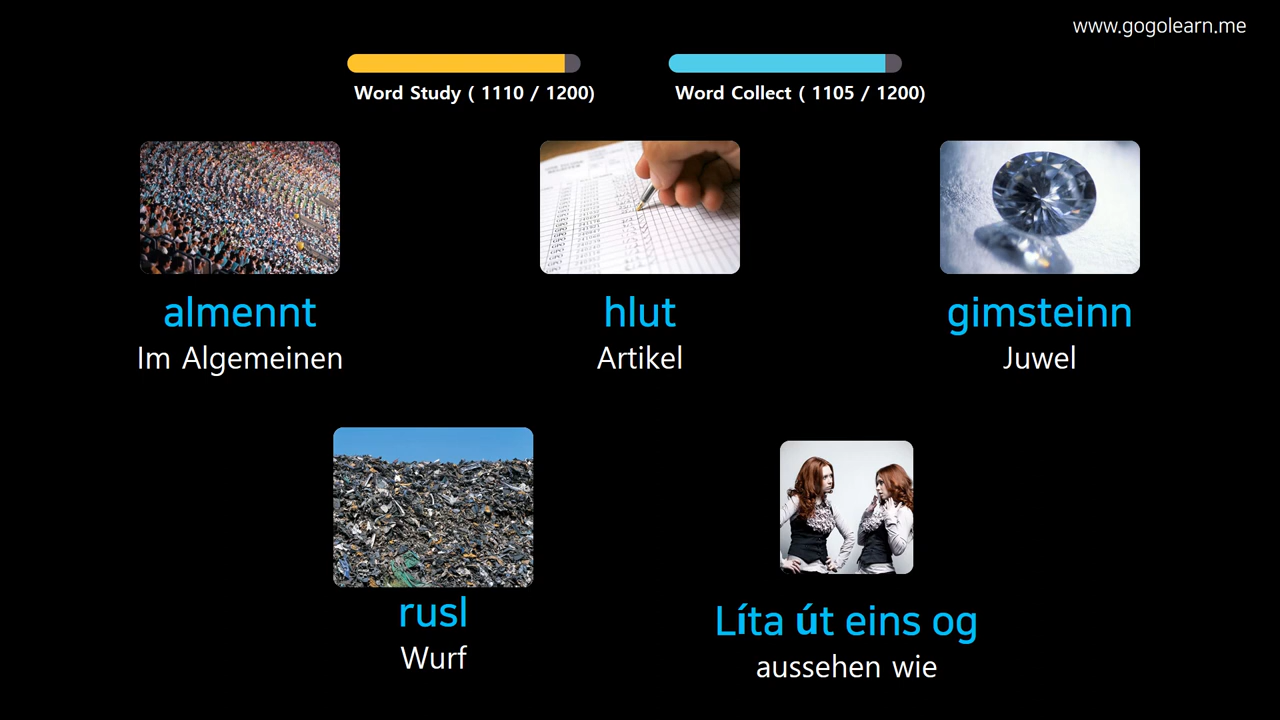 www.gogolearn.me
Word Study ( 1110 / 1200)
Word Collect ( 1105 / 1200)
almennt
Im Algemeinen
hlut
Artikel
gimsteinn
Juwel
rusl
Wurf
Líta út eins og
aussehen wie